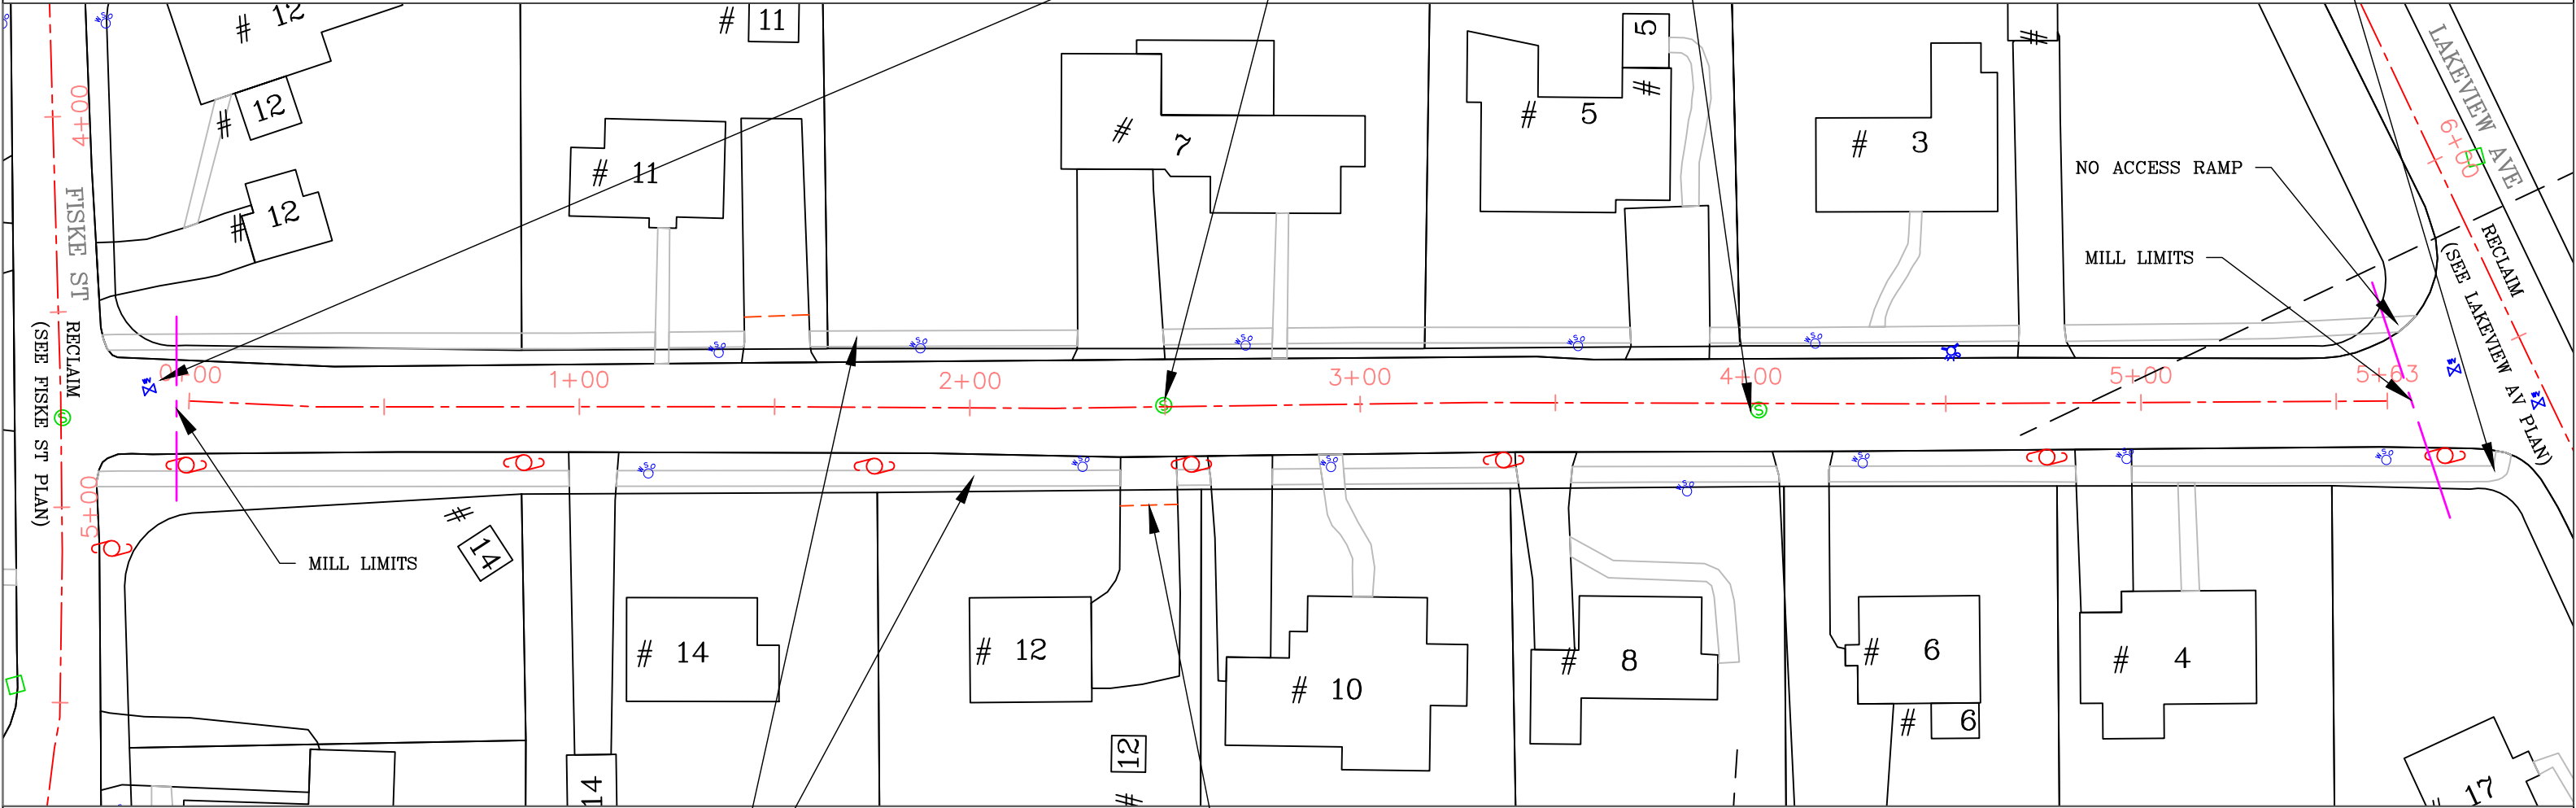 # 12
# 11
5
#
#
LAKEVIEW AVE
4+00
# 12
# 7
# 5
# 3
6+00
NO ACCESS RAMP
# 11
FISKE ST
# 12
RECLAIM
(SEE LAKEVIEW AV PLAN)
MILL LIMITS
RECLAIM
(SEE FISKE ST PLAN)
0+00
1+00
2+00
3+00
4+00
5+00
5+63
S
S
S
5+00
# 14
MILL LIMITS
# 14
# 12
# 10
# 8
# 6
# 4
# 6
14
12
#
# 17